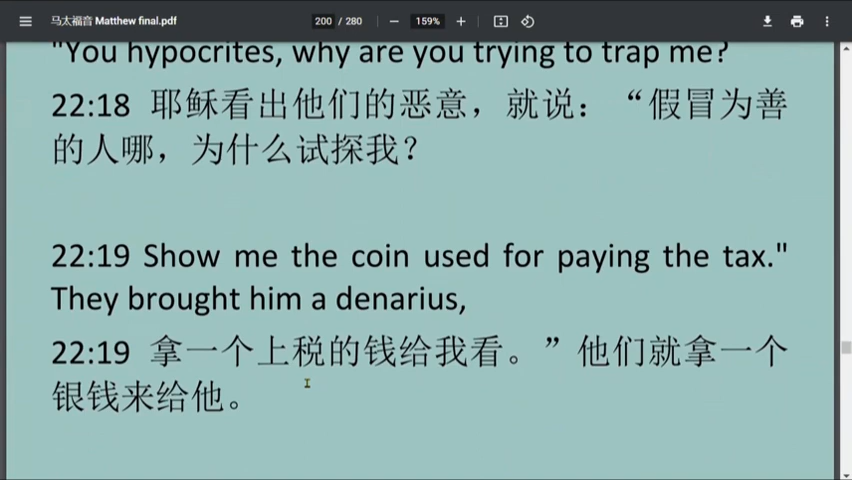 马太福音 Matthew final.pdf
200 / 280
159%
"You hypocrites, why are you trying to trap me?
22:18 耶稣看出他们的恶意，就说：“假冒为善
的人哪，为什么试探我？
22:19 Show me the coin used for paying the tax."
They brought him a denarius,
22:19 拿一个上税的钱给我看。”他们就拿一个
银钱来给他。